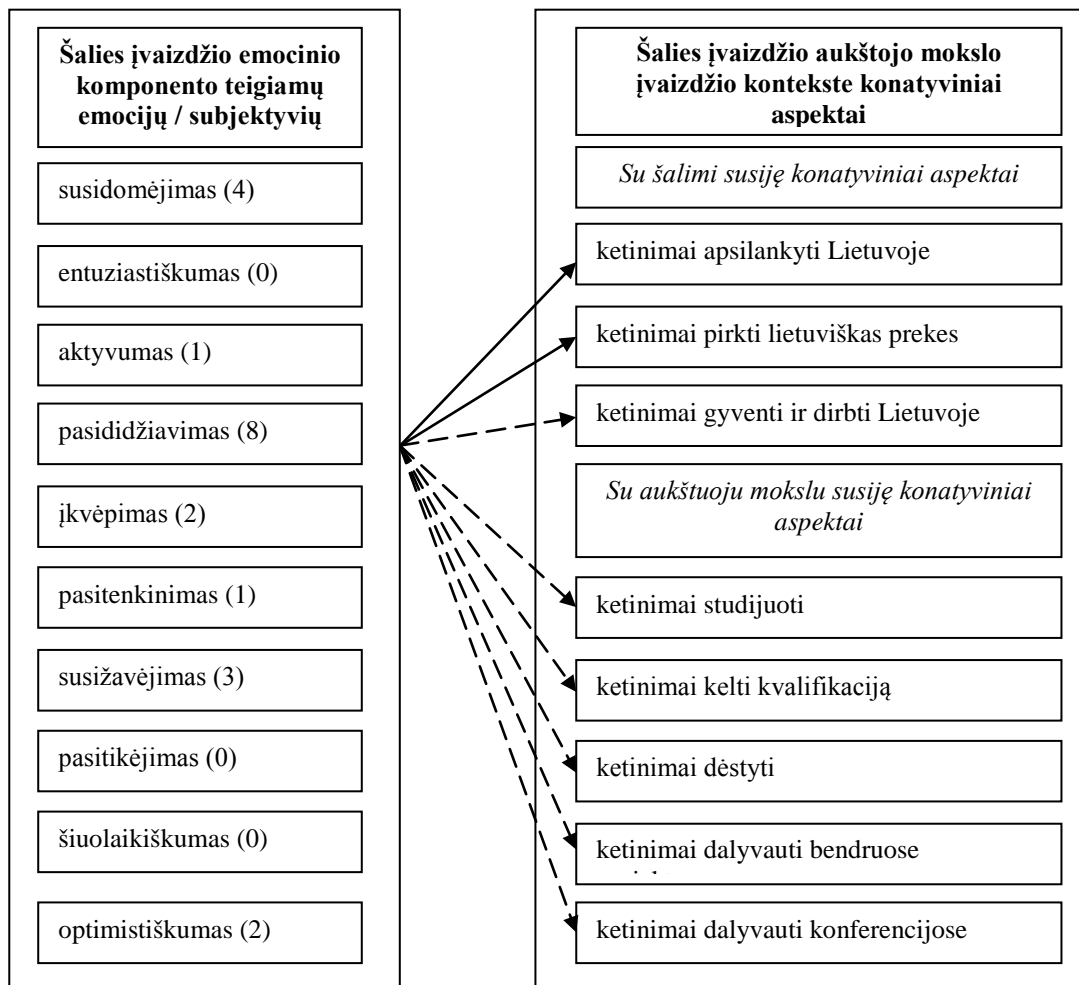 Šalies įvaizdžio emocinio
komponento teigiamų
emocijų / subjektyvių
susidomėjimas (4)
entuziastiškumas (0)
aktyvumas (1)
pasididžiavimas (8)
įkvėpimas (2)
pasitenkinimas (1)
susižavėjimas (3)
pasitikėjimas (0)
šiuolaikiškumas (0)
optimistiškumas (2)
Šalies įvaizdžio aukštojo mokslo
įvaizdžio kontekste konatyviniai
aspektai
Su šalimi susiję konatyviniai aspektai
ketinimai apsilankyti Lietuvoje
ketinimai pirkti lietuviškas prekes
ketinimai gyventi ir dirbti Lietuvoje
Su aukštuoju mokslu susiję konatyviniai
aspektai
ketinimai studijuoti
ketinimai kelti kvalifikaciją
ketinimai dėstyti
ketinimai dalyvauti bendruose
ketinimai dalyvauti konferencijose